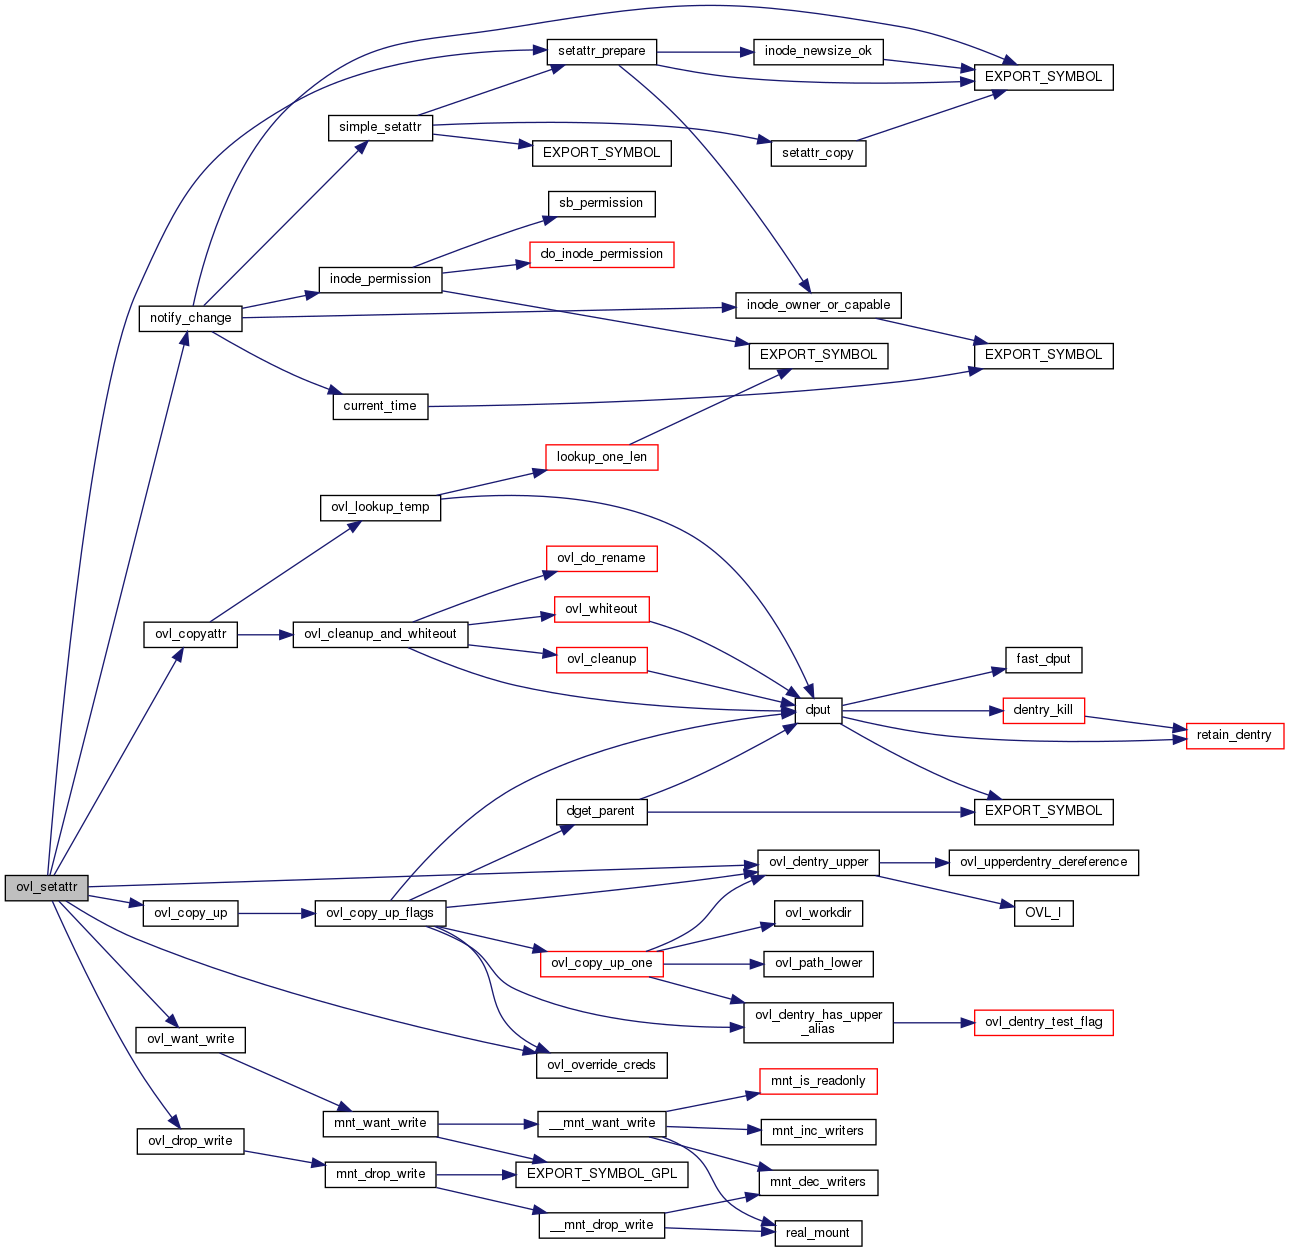 setattr_prepare
inode_newsize_ok
EXPORT_SYMBOL
simple_setattr
EXPORT_SYMBOL
setattr_copy
sb_permission
do_inode_permission
inode_permission
inode_owner_or_capable
notify_change
EXPORT_SYMBOL
EXPORT_SYMBOL
current_time
lookup_one_len
ovl_lookup_temp
ovl_do_rename
ovl_whiteout
ovl_copyattr
ovl_cleanup_and_whiteout
ovl_cleanup
fast_dput
dput
dentry_kill
retain_dentry
dget_parent
EXPORT_SYMBOL
ovl_dentry_upper
ovl_upperdentry_dereference
ovl_setattr
ovl_copy_up
ovl_copy_up_flags
ovl_workdir
OVL_I
ovl_copy_up_one
ovl_path_lower
ovl_dentry_has_upper
_alias
ovl_dentry_test_flag
ovl_want_write
ovl_override_creds
mnt_is_readonly
mnt_want_write
__mnt_want_write
mnt_inc_writers
ovl_drop_write
mnt_drop_write
EXPORT_SYMBOL_GPL
mnt_dec_writers
__mnt_drop_write
real_mount